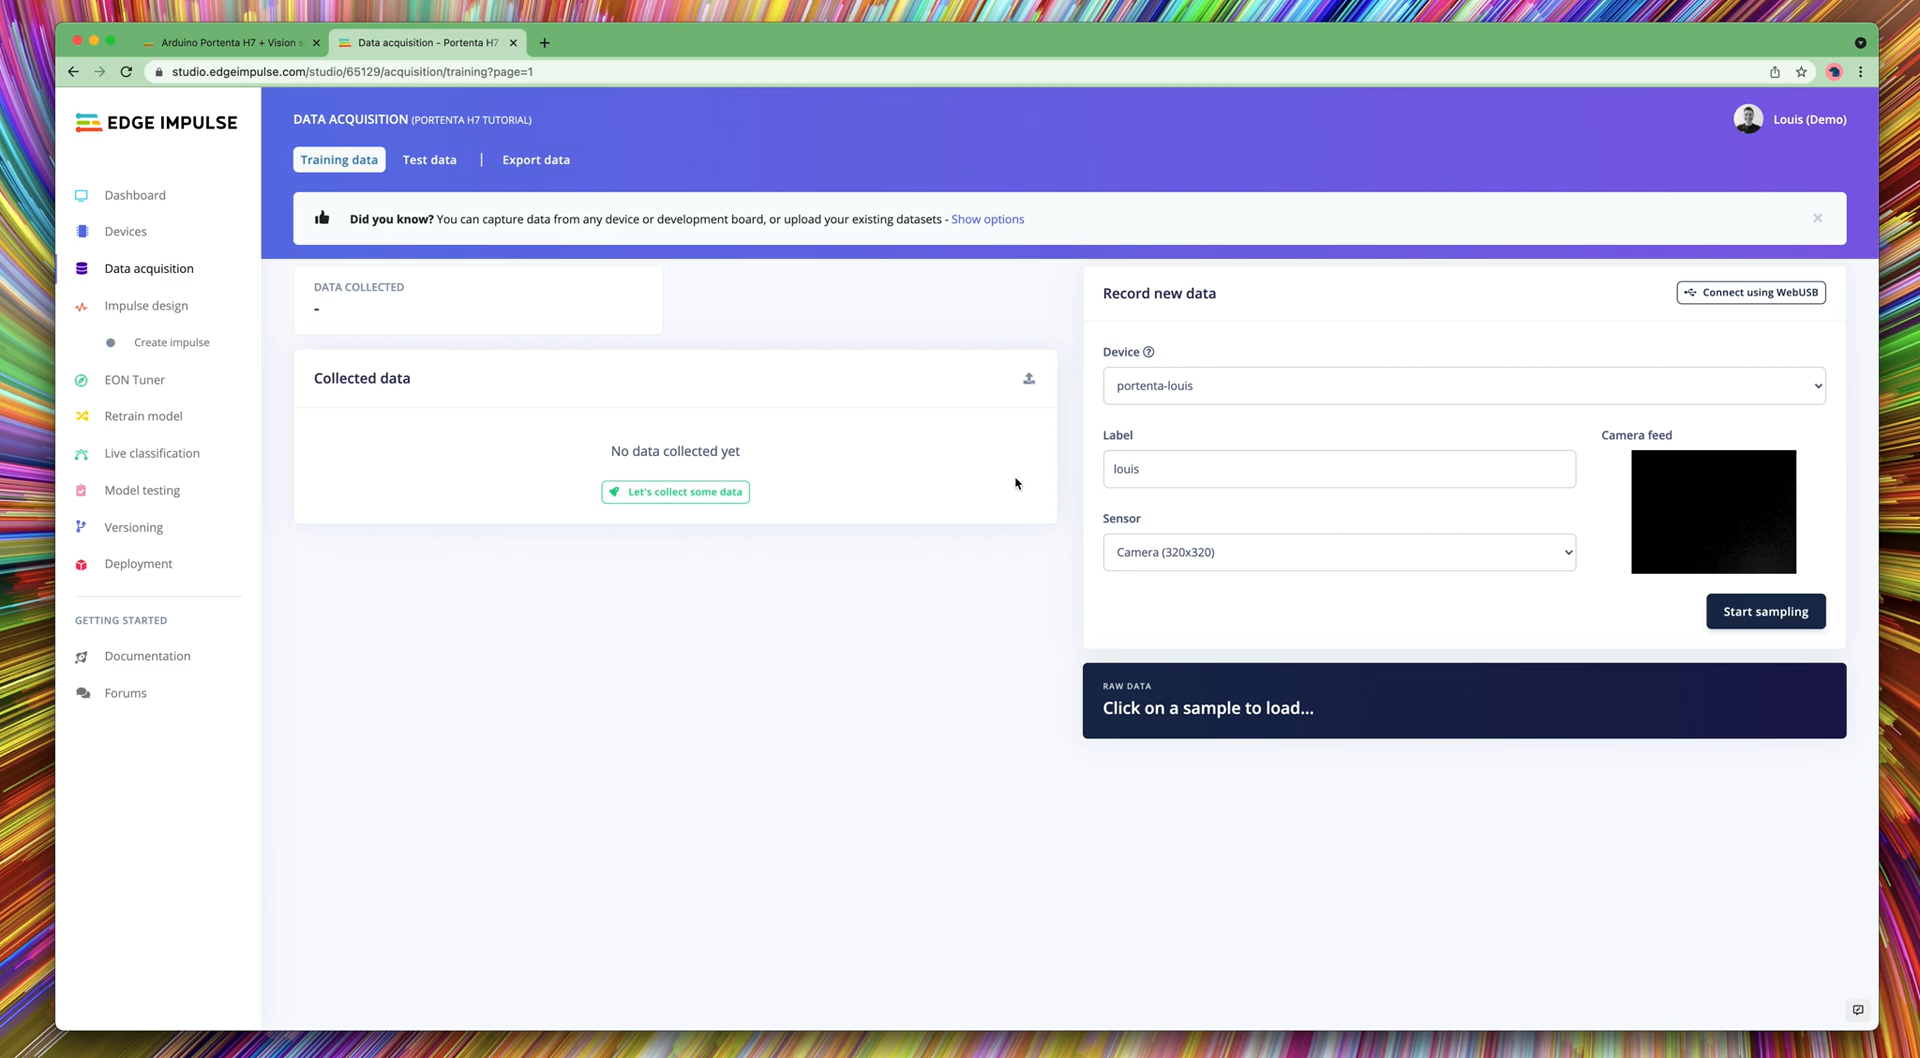 Arduino Portenta H7 + Vision s
Data acquisition - Portenta H7
studio.edgeimpulse.com/studio/65129/acquisition/training?page=1
EDGE IMPULSE
Dashboard
Devices
Data acquisition
Impulse design
Create impulse
EON Tuner
Retrain model
Live classification
Model testing
Versioning
Deployment
GETTING STARTED
Documentation
Forums
DATA ACQUISITION (PORTENTA H7 TUTORIAL)
Louis (Demo)
Training data
Test data
|
Export data
Did you know? You can capture data from any device or development board, or upload your existing datasets - Show options
DATA COLLECTED
-
Collected data
No data collected yet
Let's collect some data
Record new data
Connect using WebUSB
Device
portenta-louis
Label
louis
Camera feed
Sensor
Camera (320x320)
Start sampling
RAW DATA
Click on a sample to load...